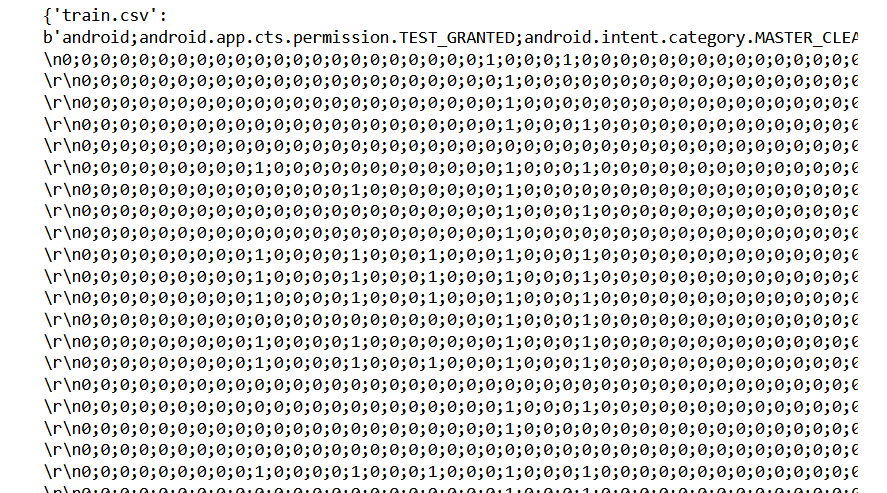 {'train.csv':
b'android;android.app.cts.permission.TEST_GRANTED;android.intent.category.MASTER_CLEA
\n0;0;0;0;0;0;0;0;0;0;0;0;0;0;0;0;0;0;0;0;0;0;1;0;0;0;1;0;0;0;0;0;0;0;0;0;0;0;0;0;0;0
\r\n0;0;0;0;0;0;0;0;0;0;0;0;0;0;0;0;0;0;0;0;0;0;1;0;0;0;0;0;0;0;0;0;0;0;0;0;0;0;0;0;0
\r\n0;0;0;0;0;0;0;0;0;0;0;0;0;0;0;0;0;0;0;0;0;0;1;0;0;0;0;0;0;0;0;0;0;0;0;0;0;0;0;0;0
\r\n0;0;0;0;0;0;0;0;0;0;0;0;0;0;0;0;0;0;0;0;0;0;1;0;0;0;1;0;0;0;0;0;0;0;0;0;0;0;0;0;0
\r\n0;0;0;0;0;0;0;0;0;0;0;0;0;0;0;0;0;0;0;0;0;0;0;0;0;0;0;0;0;0;0;0;0;0;0;0;0;0;0;0;0
\r\n0;0;0;0;0;0;0;0;0;1;0;0;0;0;0;0;0;0;0;0;0;0;1;0;0;0;1;0;0;0;0;0;0;0;0;0;0;0;0;0;0
\r\n0;0;0;0;0;0;0;0;0;0;0;0;0;0;1;0;0;0;0;0;0;0;1;0;0;0;0;0;0;0;0;0;0;0;0;0;0;0;0;0;0
\r\n0;0;0;0;0;0;0;0;0;0;0;0;0;0;0;0;0;0;0;0;0;0;1;0;0;0;1;0;0;0;0;0;0;0;0;0;0;0;0;0;0
\r\n0;0;0;0;0;0;0;0;0;0;0;0;0;0;0;0;0;0;0;0;0;0;1;0;0;0;0;0;0;0;0;0;0;0;0;0;0;0;0;0;0
\r\n0;0;0;0;0;0;0;0;0;1;0;0;0;0;1;0;0;0;1;0;0;0;1;0;0;0;1;0;0;0;0;0;0;0;0;0;0;0;0;0;0
\r\n0;0;0;0;0;0;0;0;0;1;0;0;0;0;1;0;0;0;1;0;0;0;1;0;0;0;1;0;0;0;0;0;0;0;0;0;0;0;0;0;0
\r\n0;0;0;0;0;0;0;0;0;1;0;0;0;0;1;0;0;0;1;0;0;0;1;0;0;0;1;0;0;0;0;0;0;0;0;0;0;0;0;0;0
\r\n0;0;0;0;0;0;0;0;0;0;0;0;0;0;0;0;0;0;0;0;0;0;1;0;0;0;1;0;0;0;0;0;0;0;0;0;0;0;0;0;0
\r\n0;0;0;0;0;0;0;0;0;1;0;0;0;0;1;0;0;0;0;0;0;0;1;0;0;0;1;0;0;0;0;0;0;0;0;0;0;0;0;0;0
\r\n0;0;0;0;0;0;0;0;0;1;0;0;0;0;1;0;0;0;1;0;0;0;1;0;0;0;1;0;0;0;0;0;0;0;0;0;0;0;0;0;0
\r\n0;0;0;0;0;0;0;0;0;0;0;0;0;0;0;0;0;0;0;0;0;0;0;0;0;0;0;0;0;0;0;0;0;0;0;0;0;0;0;0;0
\r\n0;0;0;0;0;0;0;0;0;0;0;0;0;0;0;0;0;0;0;0;0;0;1;0;0;0;1;0;0;0;0;0;0;0;0;0;0;0;0;0;0
\r\n0;0;0;0;0;0;0;0;0;0;0;0;0;0;0;0;0;0;0;0;0;0;1;0;0;0;0;0;0;0;0;0;0;0;0;0;0;0;0;0;0
\r\n0;0;0;0;0;0;0;0;0;0;0;0;0;0;0;0;0;0;0;0;0;0;0;0;0;0;0;0;0;0;0;0;0;0;0;0;0;0;0;0;0
\r\n0;0;0;0;0;0;0;0;0;1;0;0;0;0;1;0;0;0;1;0;0;0;1;0;0;0;1;0;0;0;0;0;0;0;0;0;0;0;0;0;0